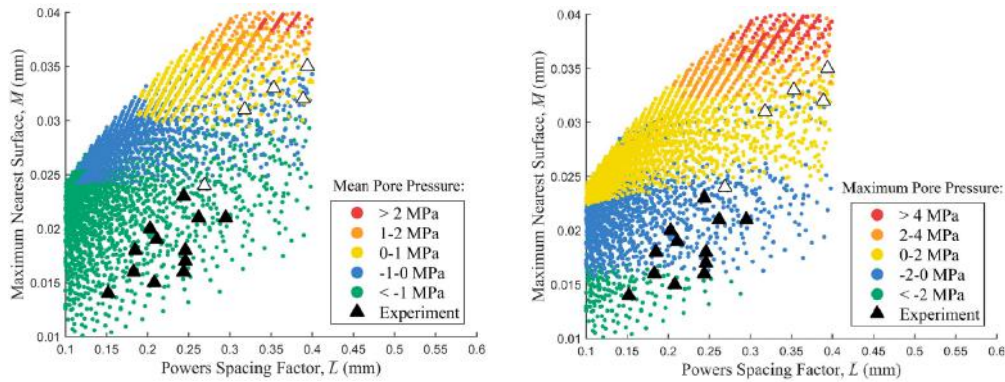 0.04
0.035
0.03
0.025
0.02
0.015
0.01
Maximum Nearest Surface, M (mm)
Mean Pore Pressure:
> 2 MPa
1-2 MPa
0-1 MPa
-1-0 MPa
< -1 MPa
Experiment
0.1 0.15 0.2 0.25 0.3 0.35 0.4 0.45 0.5 0.55 0.6
Powers Spacing Factor, L̄ (mm)
0.04
0.035
0.03
0.025
0.02
0.015
0.01
Maximum Nearest Surface, M (mm)
Maximum Pore Pressure:
> 4 MPa
2-4 MPa
0-2 MPa
-2-0 MPa
< -2 MPa
Experiment
0.1 0.15 0.2 0.25 0.3 0.35 0.4 0.45 0.5 0.55 0.6
Powers Spacing Factor, L̄ (mm)